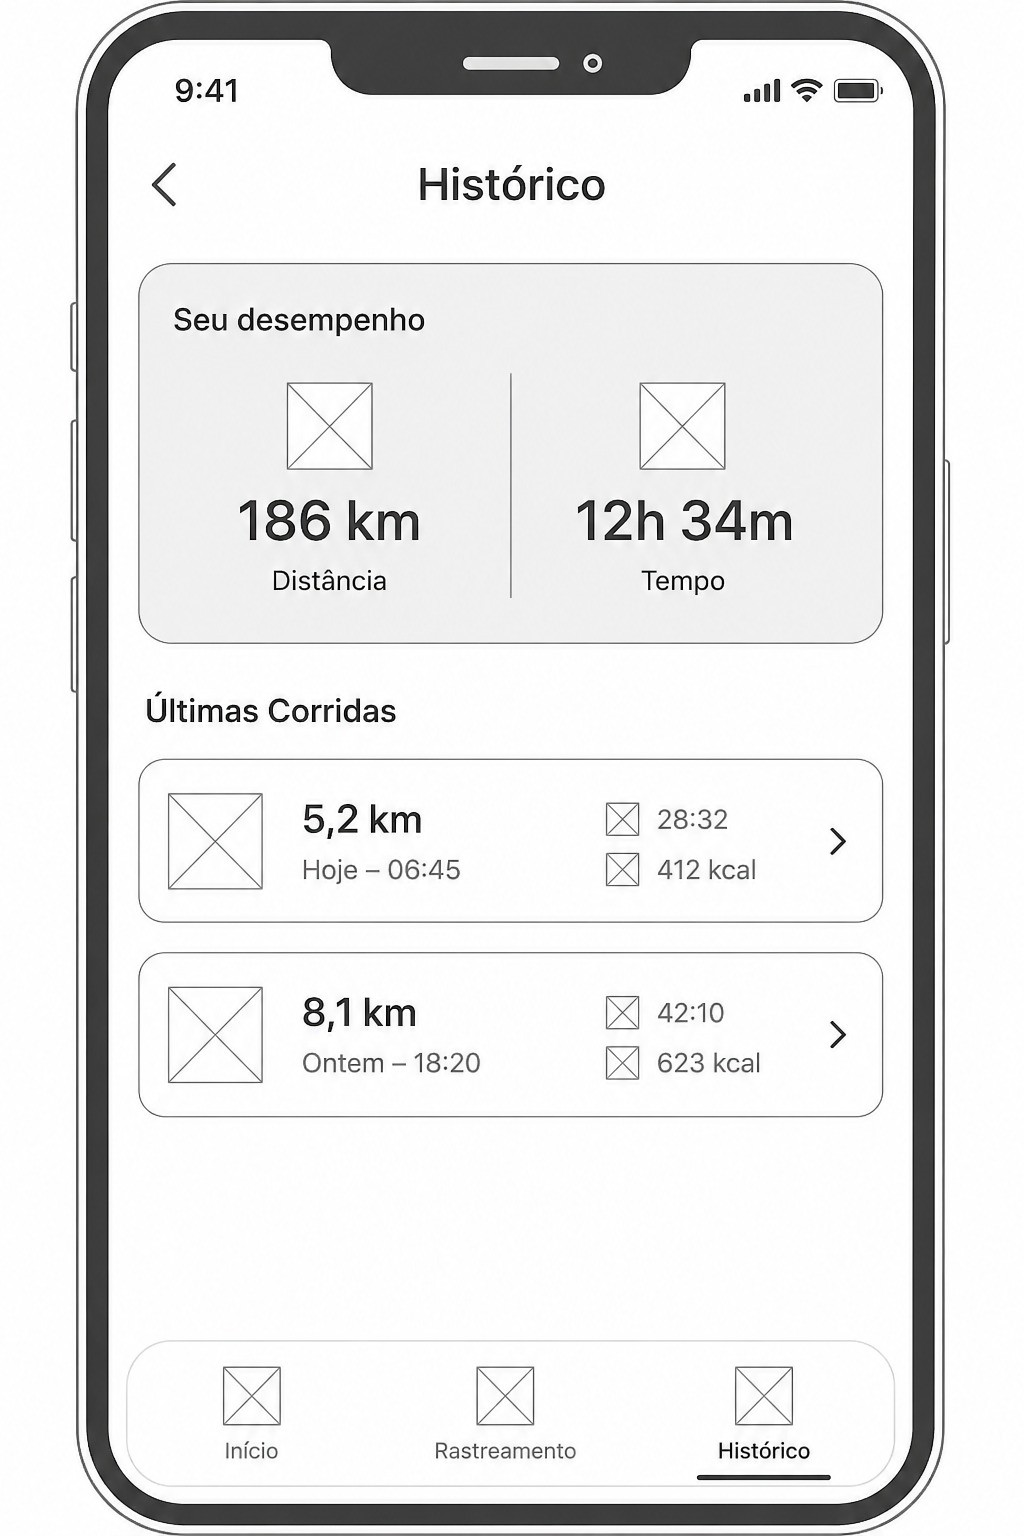 9:41
Histórico
Seu desempenho
186 km
12h 34m
Distância
Tempo
Últimas Corridas
5,2 km
28:32
Hoje – 06:45
412 kcal
8,1 km
42:10
Ontem – 18:20
623 kcal
Início
Rastreamento
Histórico